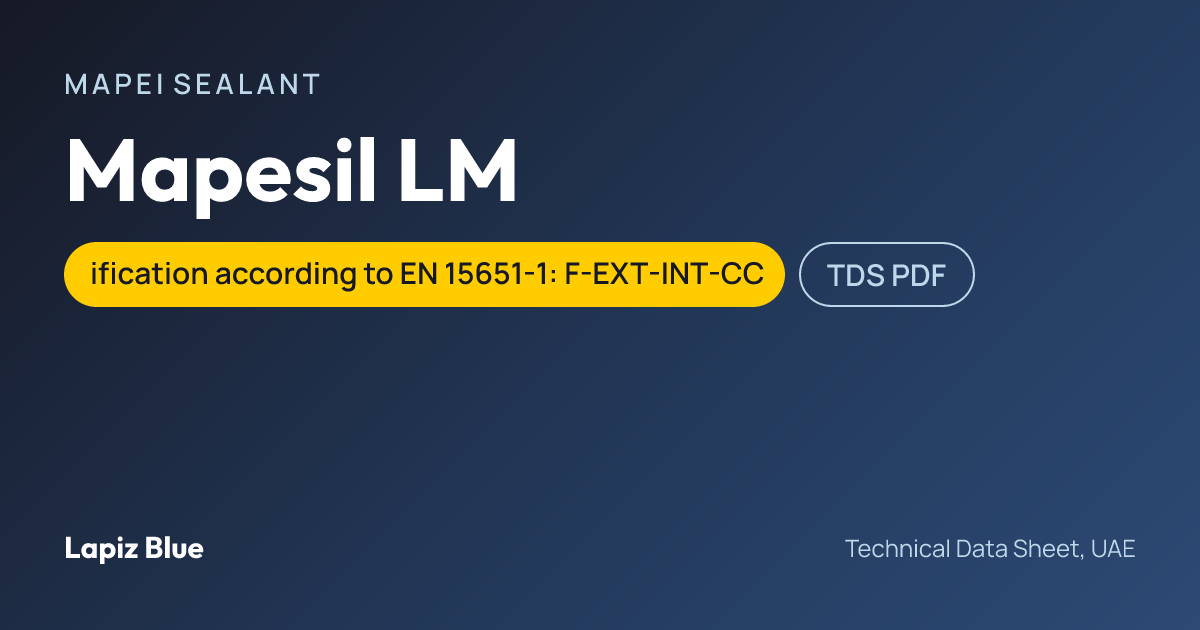 MAPEI SEALANT
Mapesil LM
ification according to EN 15651-1: F-EXT-INT-CC
TDS PDF
Lapiz Blue
Technical Data Sheet, UAE